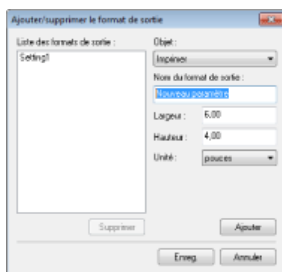 Ajouter/supprimer le format de sortie
Liste des formats de sortie :
Setting1
Supprimer
Objet :
Imprimer
Nom du format de sortie :
Nouveau paramètre
Largeur : 6,00
Hauteur : 4,00
Unité : pouces
Ajouter
Enreg. Annuler